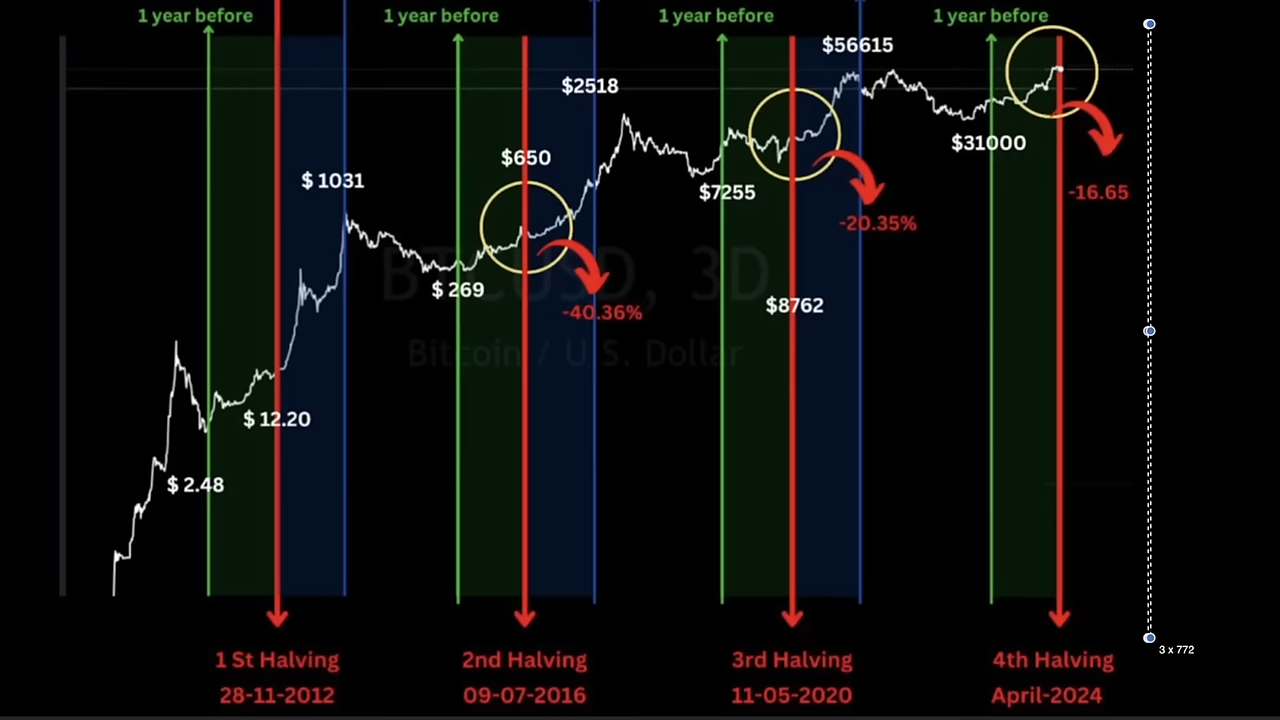 1 year before
1 year before
1 year before
1 year before
$56615
$2518
$31000
$650
$ 1031
$7255
-16.65
-20.35%
BTCUSD, 3D
$ 269
$8762
-40.36%
Bitcoin / U.S. Dollar
$ 12.20
$ 2.48
3 x 772
1 St Halving
28-11-2012
2nd Halving
09-07-2016
3rd Halving
11-05-2020
4th Halving
April-2024